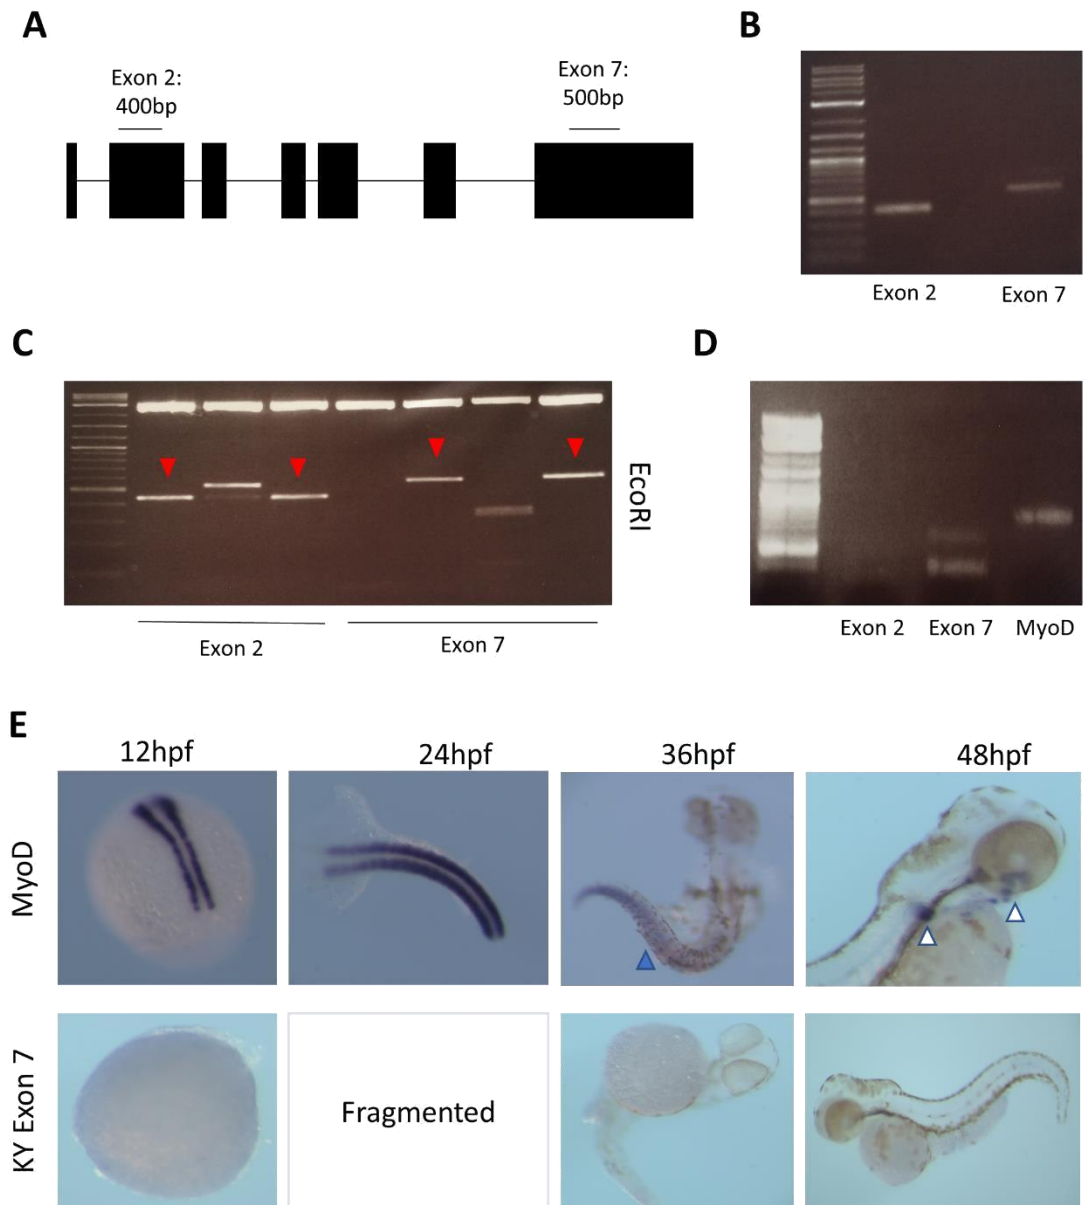 A
Exon 2:
400bp
Exon 7:
500bp
B
Exon 2
Exon 7
C
EcoRI
Exon 2
Exon 7
D
Exon 2
Exon 7
MyoD
E
12hpf
24hpf
36hpf
48hpf
MyoD
KY Exon 7
Fragmented